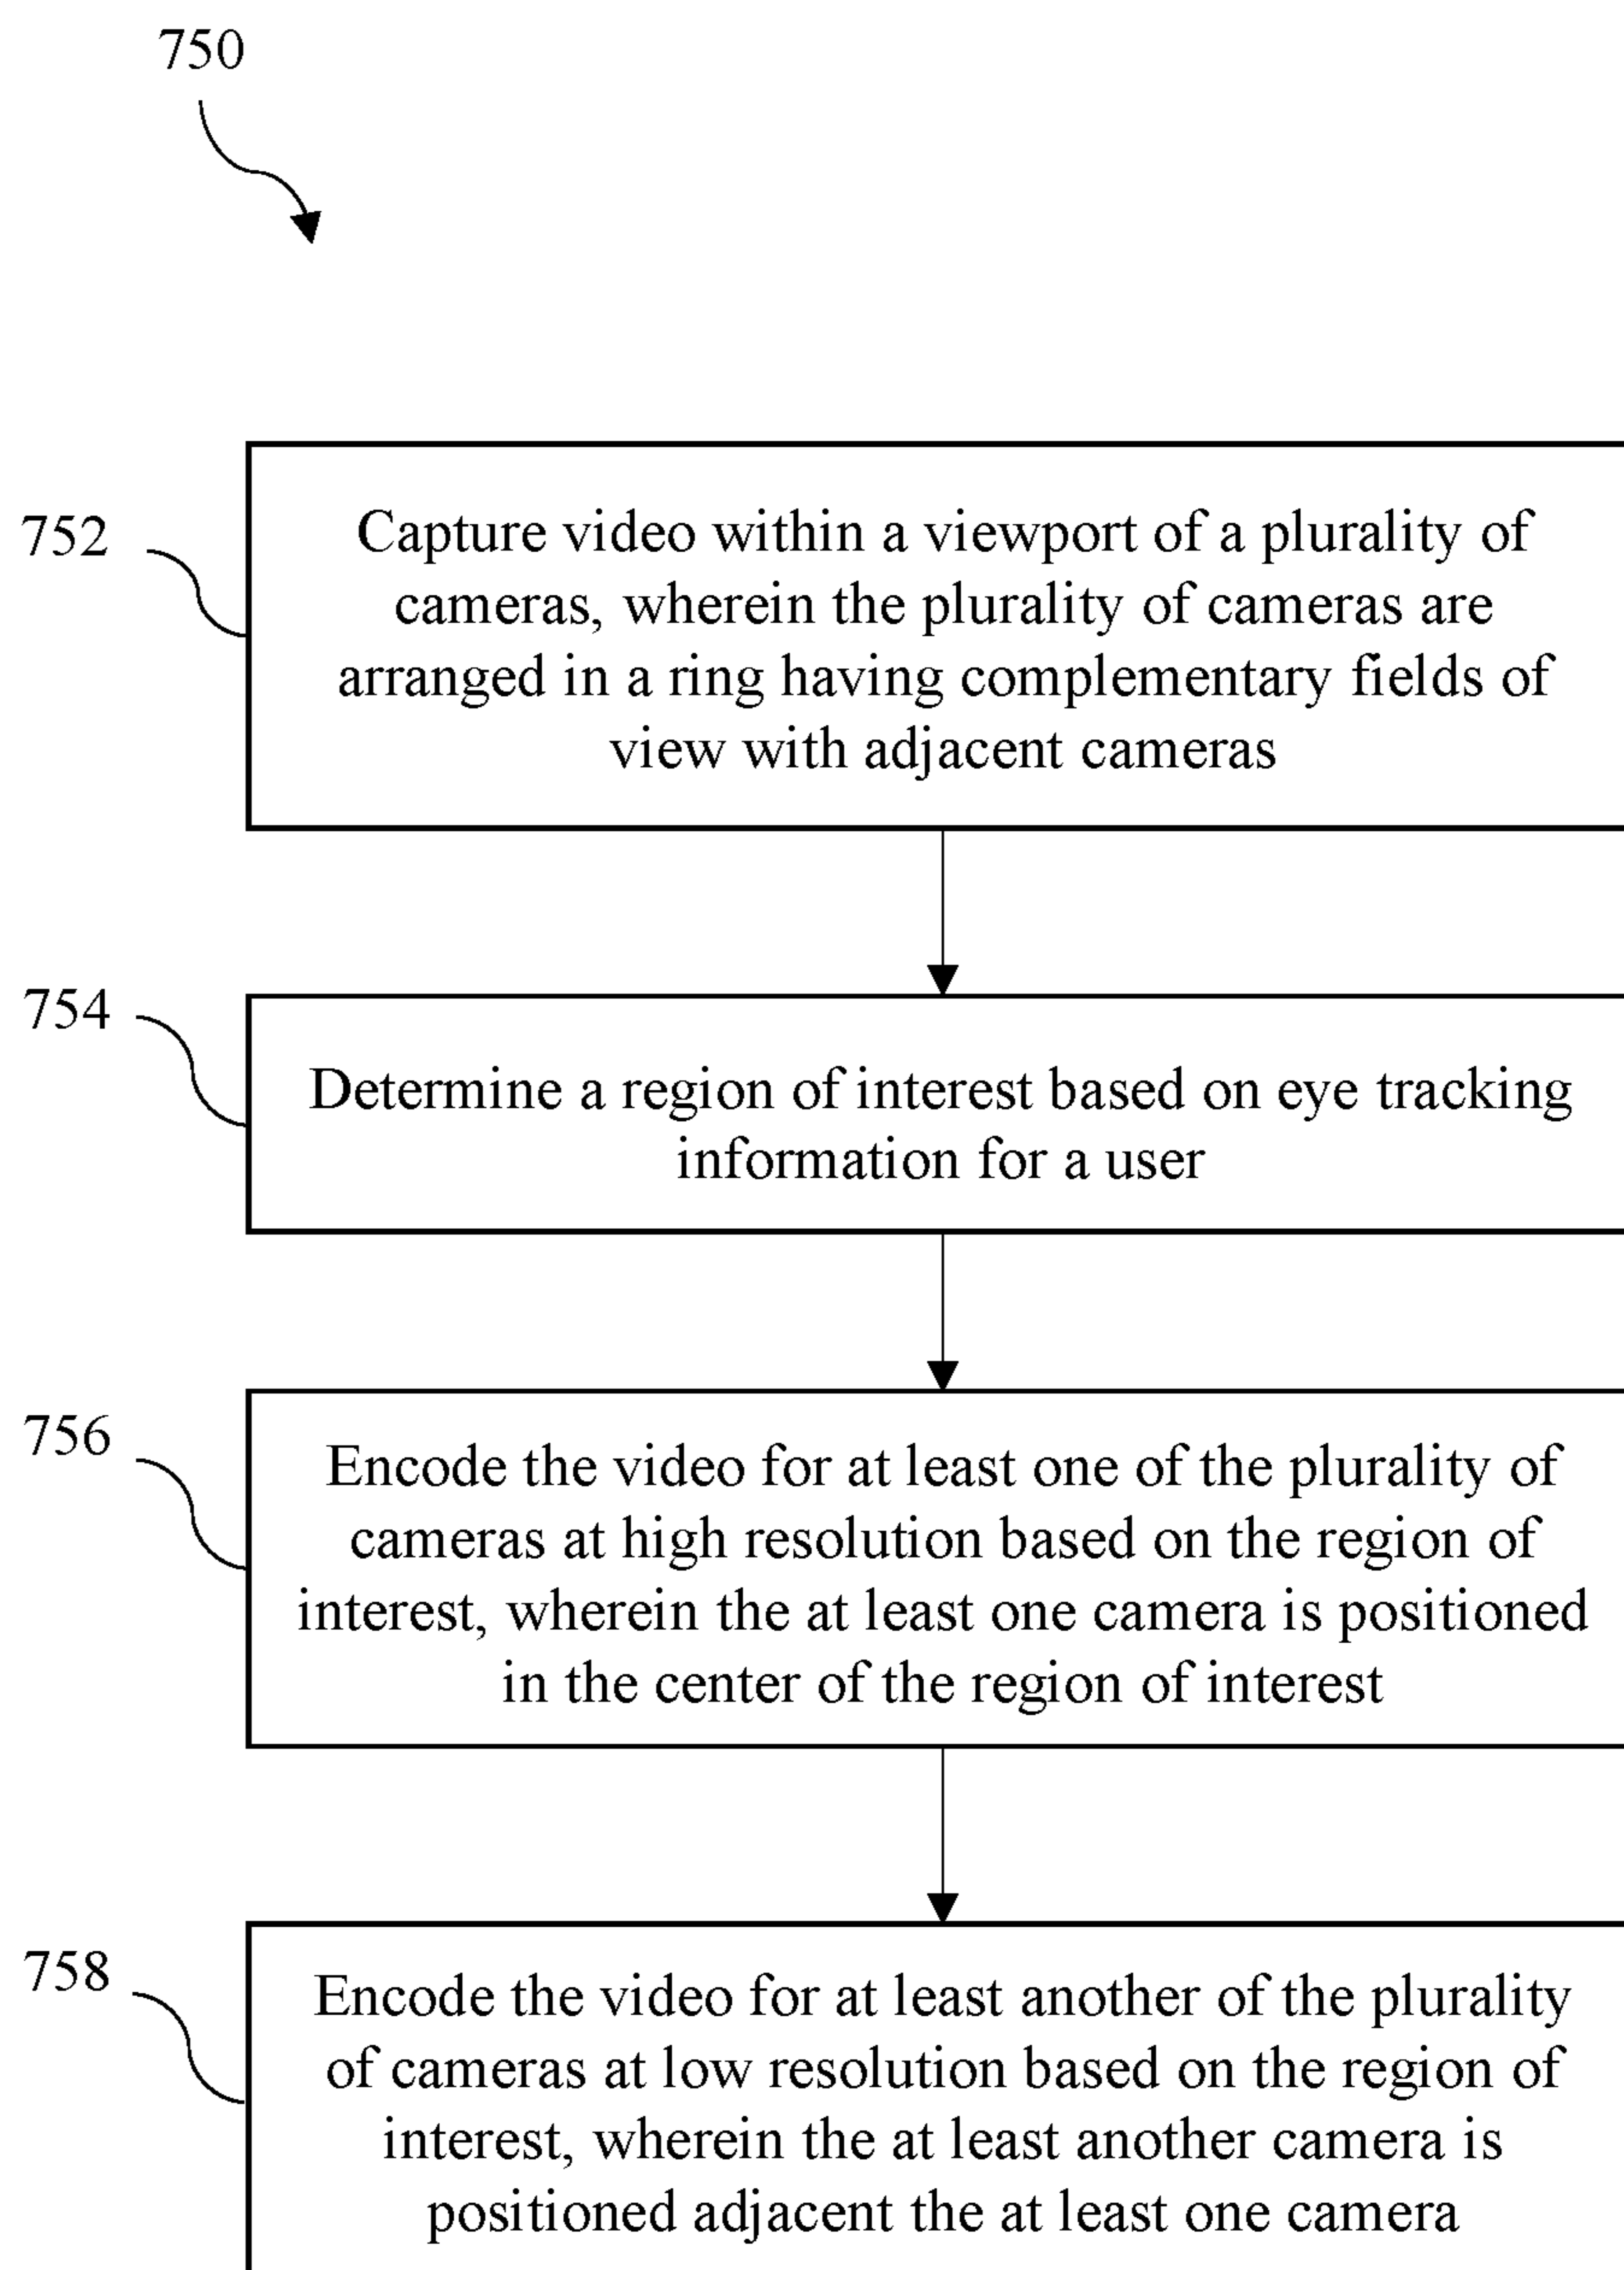 750
752
Capture video within a viewport of a plurality of
cameras, wherein the plurality of cameras are
arranged in a ring having complementary fields of
view with adjacent cameras
754
Determine a region of interest based on eye tracking
information for a user
756
Encode the video for at least one of the plurality of
cameras at high resolution based on the region of
interest, wherein the at least one camera is positioned
in the center of the region of interest
758
Encode the video for at least another of the plurality
of cameras at low resolution based on the region of
interest, wherein the at least another camera is
positioned adjacent the at least one camera